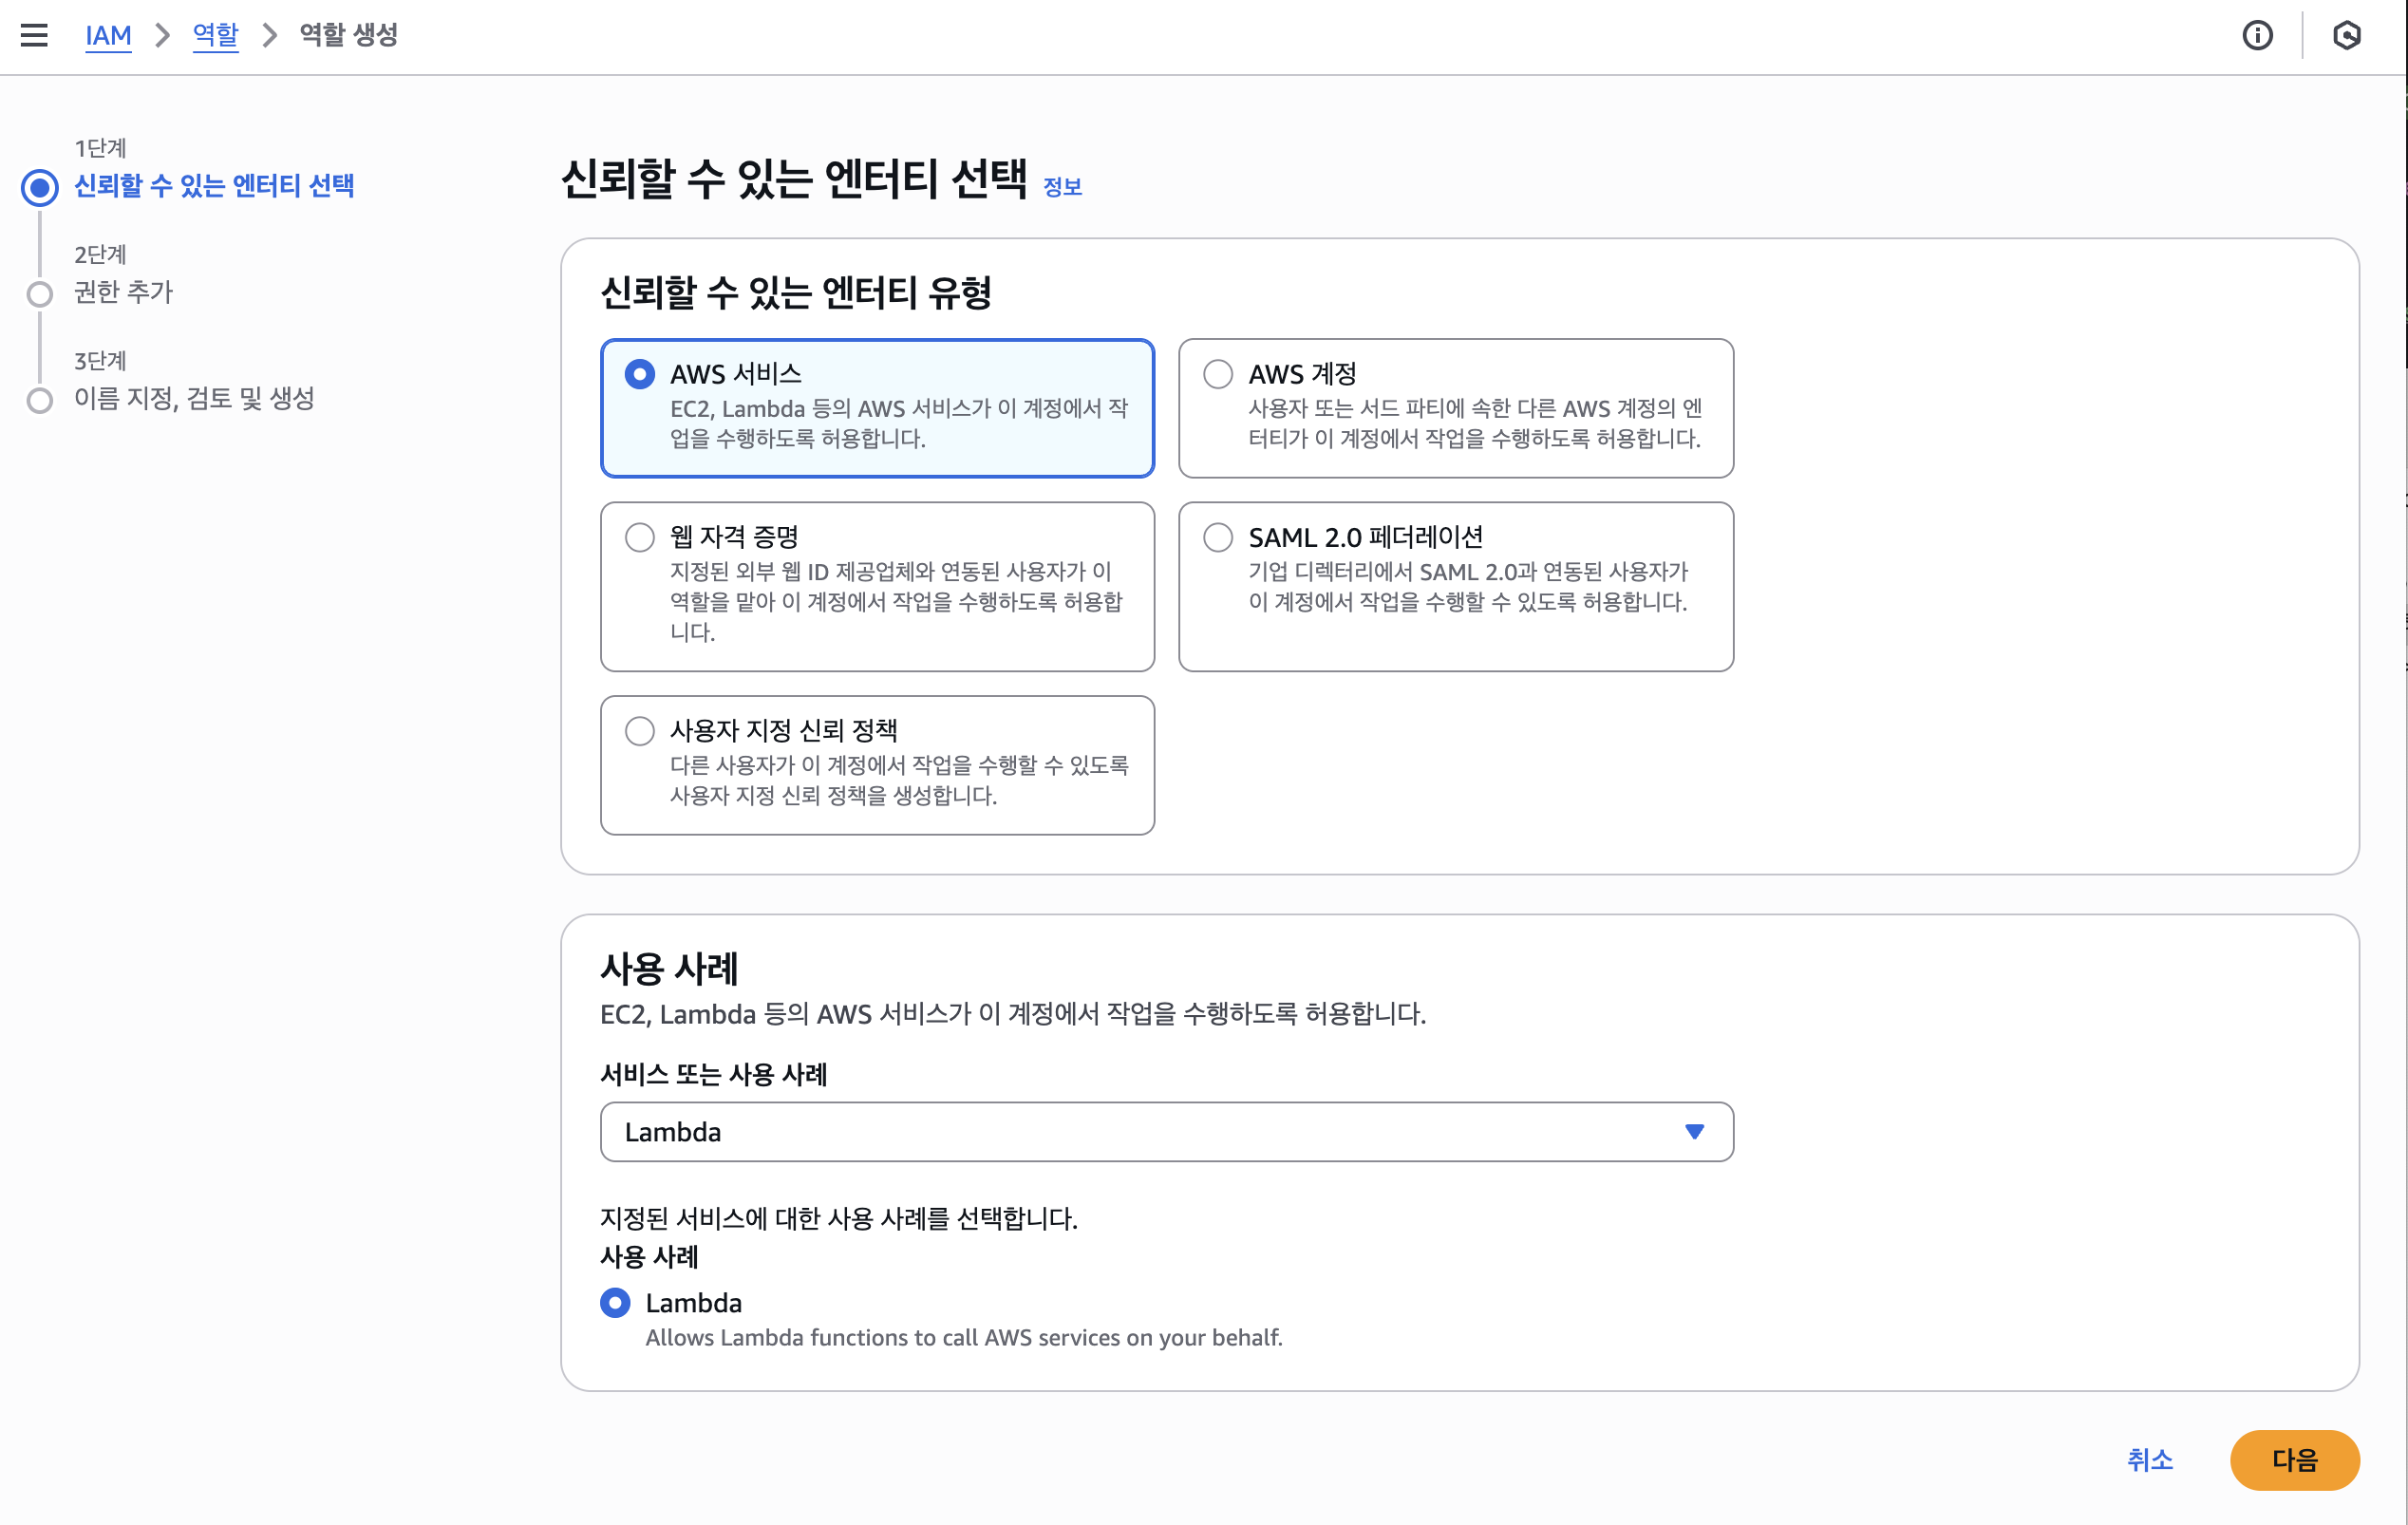 IAM > 역할 > 역할 생성
1단계
신뢰할 수 있는 엔터티 선택
2단계
권한 추가
3단계
이름 지정, 검토 및 생성
신뢰할 수 있는 엔터티 선택 정보
신뢰할 수 있는 엔터티 유형
AWS 서비스
EC2, Lambda 등의 AWS 서비스가 이 계정에서 작
업을 수행하도록 허용합니다.
AWS 계정
사용자 또는 서드 파티에 속한 다른 AWS 계정의 엔
터티가 이 계정에서 작업을 수행하도록 허용합니다.
웹 자격 증명
지정된 외부 웹 ID 제공업체와 연동된 사용자가 이
역할을 맡아 이 계정에서 작업을 수행하도록 허용합
니다.
SAML 2.0 페더레이션
기업 디렉터리에서 SAML 2.0과 연동된 사용자가
이 계정에서 작업을 수행할 수 있도록 허용합니다.
사용자 지정 신뢰 정책
다른 사용자가 이 계정에서 작업을 수행할 수 있도록
사용자 지정 신뢰 정책을 생성합니다.
사용 사례
EC2, Lambda 등의 AWS 서비스가 이 계정에서 작업을 수행하도록 허용합니다.
서비스 또는 사용 사례
Lambda
지정된 서비스에 대한 사용 사례를 선택합니다.
사용 사례
Lambda
Allows Lambda functions to call AWS services on your behalf.
취소
다음